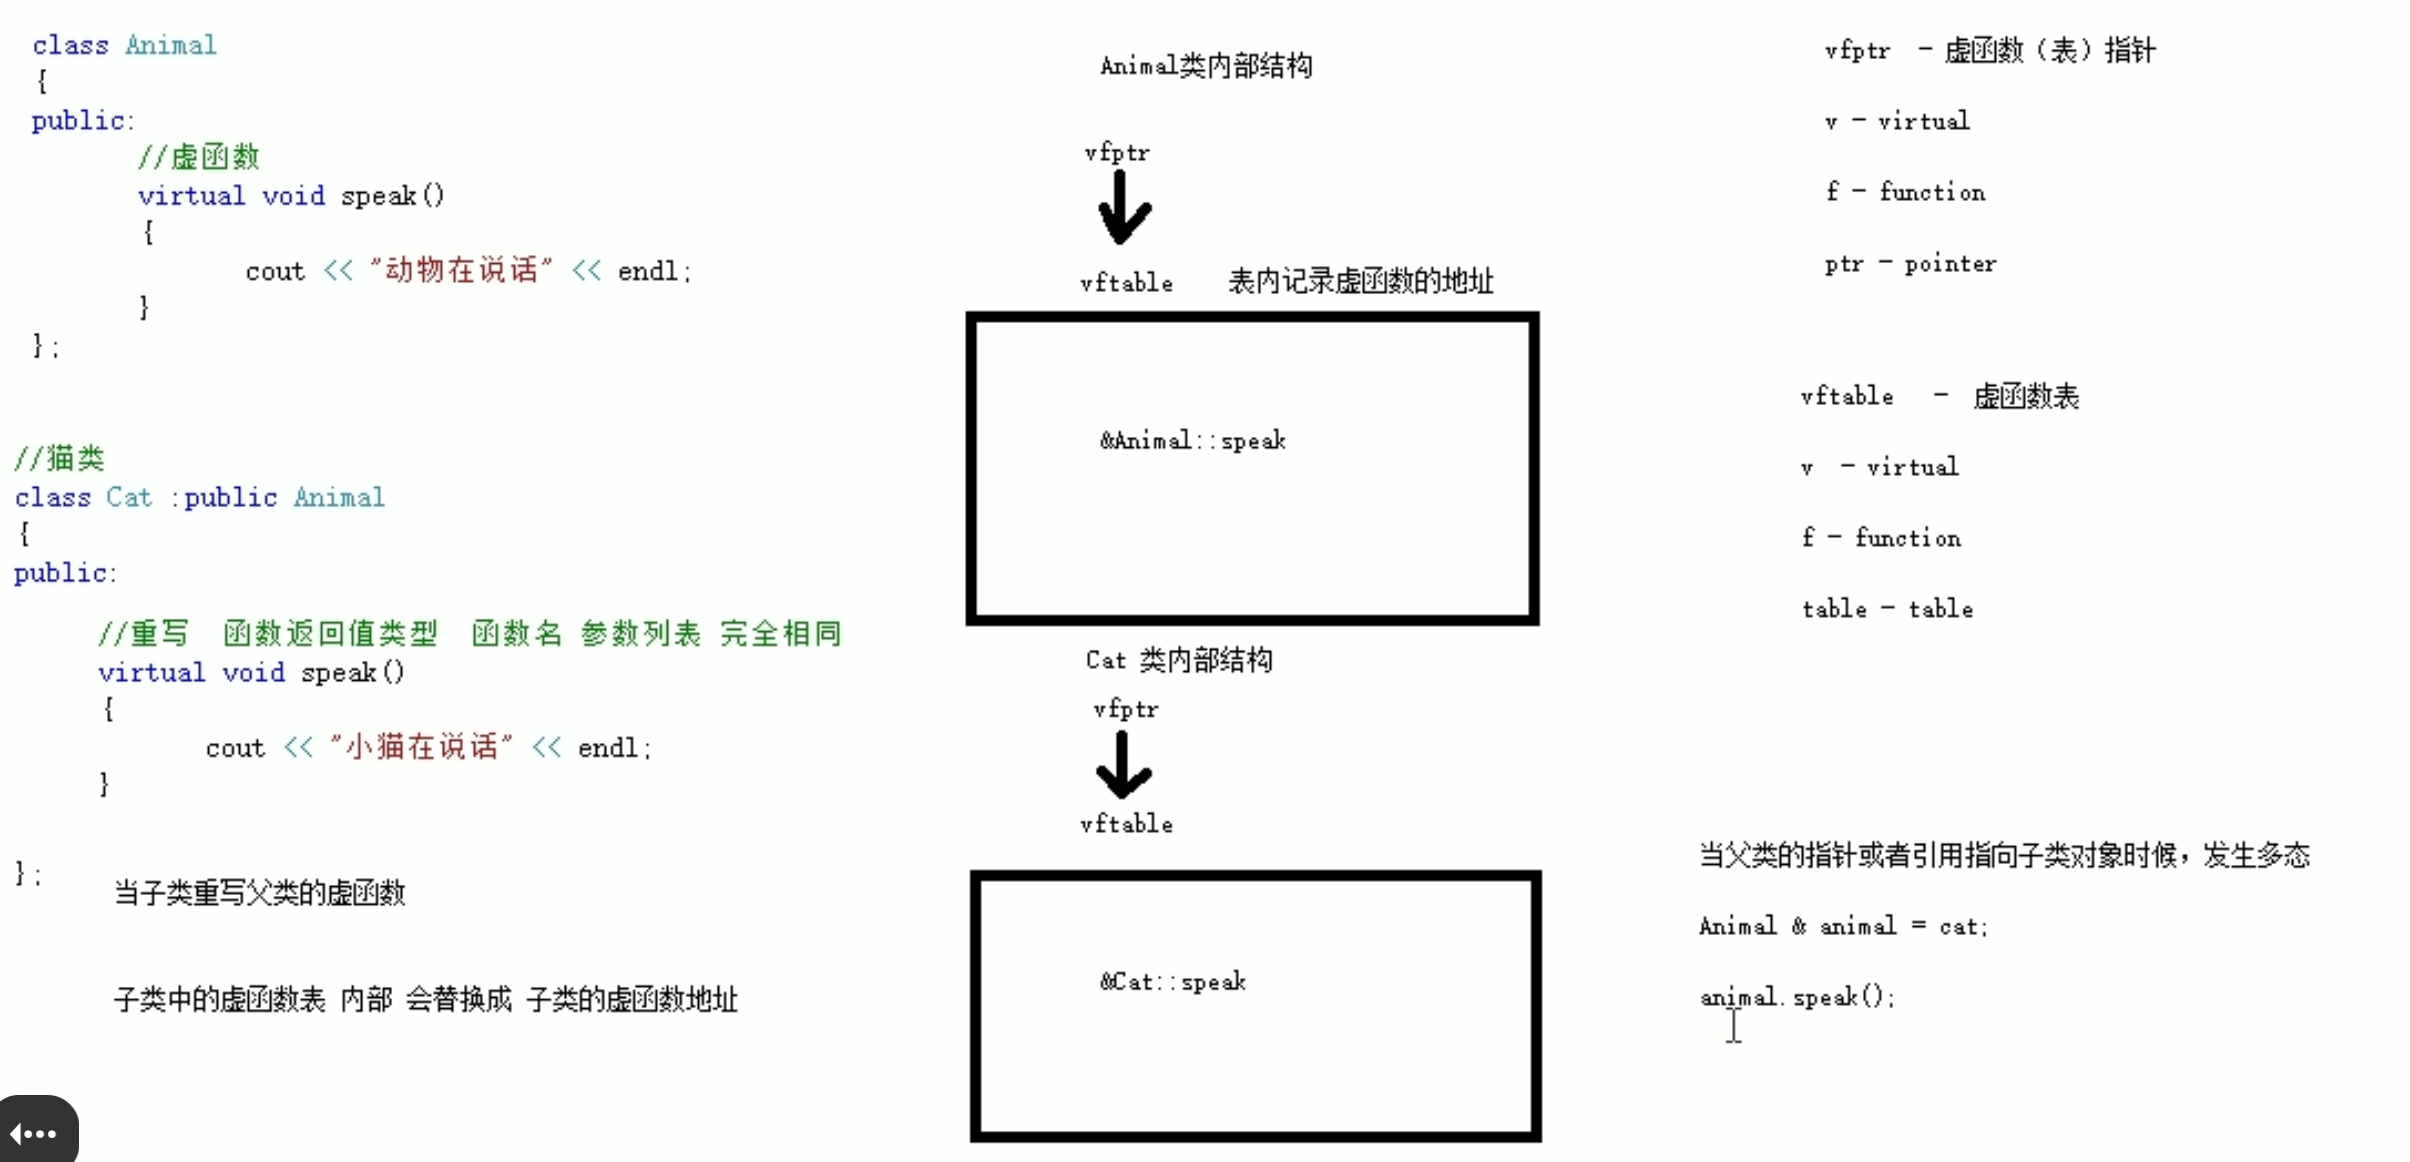 class Animal
{
public:
//虚函数
virtual void speak()
{
cout << "动物在说话" << endl;
}
};
//猫类
class Cat :public Animal
{
public:
//重写 函数返回值类型 函数名 参数列表 完全相同
virtual void speak()
{
cout << "小猫在说话" << endl;
}
};
当子类重写父类的虚函数
子类中的虚函数表 内部 会替换成 子类的虚函数地址
Animal类内部结构
vfptr
vftable 表内记录虚函数的地址
&Animal::speak
Cat 类内部结构
vfptr
vftable
&Cat::speak
vfptr - 虚函数（表）指针
v - virtual
f - function
ptr - pointer
vftable - 虚函数表
v - virtual
f - function
table - table
当父类的指针或者引用指向子类对象时候，发生多态
Animal & animal = cat;
animal.speak();